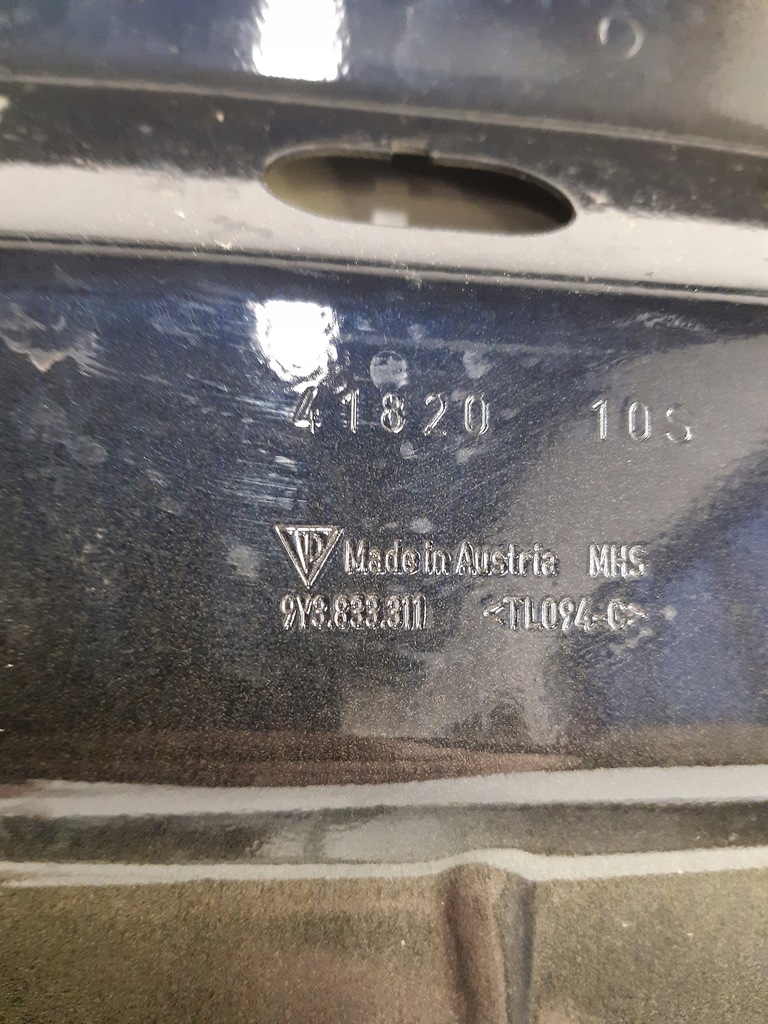 41820 10S
Made in Austria MHS
9Y3.833.311 <TL094-C>